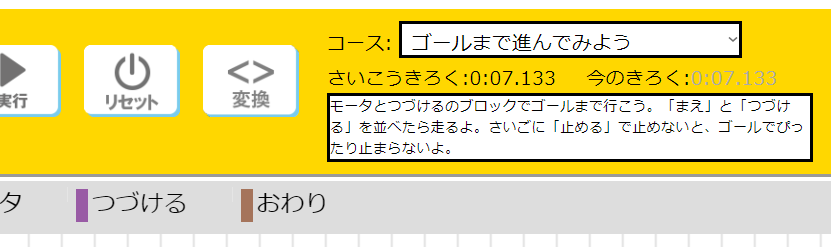 コース: ゴールまで進んでみよう
さいこうきろく:0:07.133 今のきろく:0:07.133
実行 リセット 変換
モータとつづけるのブロックでゴールまで行こう。「まえ」と「つづけ
る」を並べたら走るよ。さいごに「止める」で止めないと、ゴールでぴっ
たり止まらないよ。
タ つづける おわり